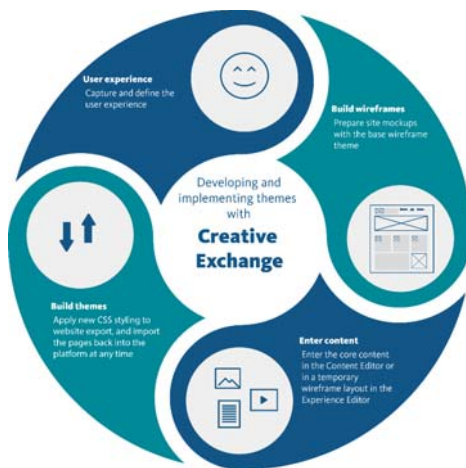 User experience
Capture and define the
user experience
Build wireframes
Prepare site mockups
with the base wireframe
theme
Developing and
implementing themes
with
Creative
Exchange
Build themes
Apply new CSS styling to
website export, and import
the pages back into the
platform at any time
Enter content
Enter the core content
in the Content Editor or
in a temporary
wireframe layout in the
Experience Editor